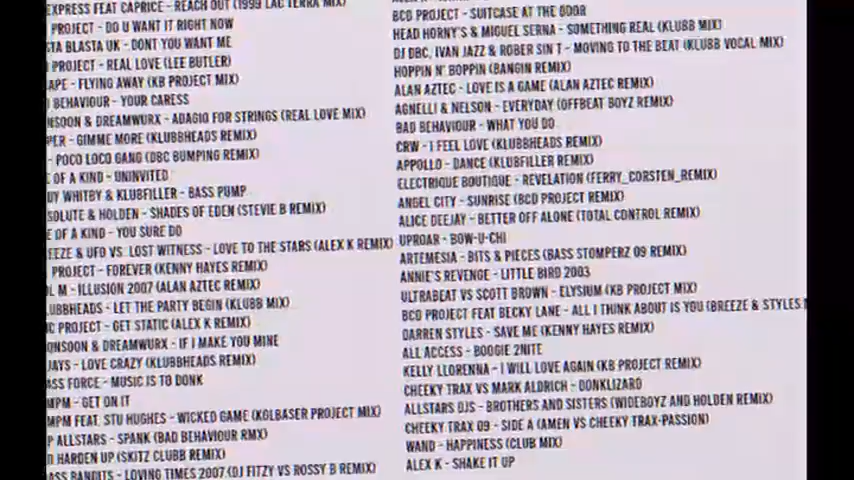 EXPRESS FEAT CAPRICE - REACH OUT (1999 LAC TERRA MIX)
PROJECT - DO U WANT IT RIGHT NOW
STA BLASTA UK - DONT YOU WANT ME
PROJECT - REAL LOVE (LEE BUTLER)
APE - FLYING AWAY (KB PROJECT MIX)
BEHAVIOUR - YOUR CARESS
NSOON & DREAMWURX - ADAGIO FOR STRINGS (REAL LOVE MIX)
PER - GIMME MORE (KLUBBHEADS REMIX)
- POCO LOCO GANG (DBC BUMPING REMIX)
E OF A KIND - UNINVITED
DY WHITBY & KLUBFILLER - BASS PUMP
SOLUTE & HOLDEN - SHADES OF EDEN (STEVIE B REMIX)
E OF A KIND - YOU SURE DO
EEZE & UFO VS. LOST WITNESS - LOVE TO THE STARS (ALEX K REMIX)
PROJECT - FOREVER (KENNY HAYES REMIX)
L M - ILLUSION 2007 (ALAN AZTEC REMIX)
UBBHEADS - LET THE PARTY BEGIN (KLUBB MIX)
C PROJECT - GET STATIC (ALEX K REMIX)
ONSOON & DREAMWURX - IF I MAKE YOU MINE
JAYS - LOVE CRAZY (KLUBBHEADS REMIX)
ASS FORCE - MUSIC IS TO DONK
MPM - GET ON IT
MPM FEAT. STU HUGHES - WICKED GAME (KOLBASER PROJECT MIX)
P ALLSTARS - SPANK (BAD BEHAVIOUR RMX)
D HARDEN UP (SKITZ CLUBB REMIX)
ASS BANDITS - LOVING TIMES 2007 (DJ FITZY VS ROSSY B REMIX)
BCD PROJECT - SUITCASE AT THE DOOR
HEAD HORNY'S & MIGUEL SERNA - SOMETHING REAL (KLUBB MIX)
DJ DBC, IVAN JAZZ & ROBER SIN T - MOVING TO THE BEAT (KLUBB VOCAL MIX)
HOPPIN N' BOPPIN (BANGIN REMIX)
ALAN AZTEC - LOVE IS A GAME (ALAN AZTEC REMIX)
AGNELLI & NELSON - EVERYDAY (OFFBEAT BOYZ REMIX)
BAD BEHAVIOUR - WHAT YOU DO
CRW - I FEEL LOVE (KLUBBHEADS REMIX)
APPOLLO - DANCE (KLUBFILLER REMIX)
ELECTRIQUE BOUTIQUE - REVELATION (FERRY_CORSTEN_REMIX)
ANGEL CITY - SUNRISE (BCD PROJECT REMIX)
ALICE DEEJAY - BETTER OFF ALONE (TOTAL CONTROL REMIX)
UPROAR - BOW-U-CHI
ARTEMESIA - BITS & PIECES (BASS STOMPERZ 09 REMIX)
ANNIE'S REVENGE - LITTLE BIRD 2003
ULTRABEAT VS SCOTT BROWN - ELYSIUM (KB PROJECT MIX)
BCD PROJECT FEAT BECKY LANE - ALL I THINK ABOUT IS YOU (BREEZE & STYLES
DARREN STYLES - SAVE ME (KENNY HAYES REMIX)
ALL ACCESS - BOOGIE 2NITE
KELLY LLORENNA - I WILL LOVE AGAIN (KB PROJECT REMIX)
CHEEKY TRAX VS MARK ALDRICH - DONKLIZARD
ALLSTARS DJS - BROTHERS AND SISTERS (WIDEBOYZ AND HOLDEN REMIX)
CHEEKY TRAX 09 - SIDE A (AMEN VS CHEEKY TRAX-PASSION)
WAND - HAPPINESS (CLUB MIX)
ALEX K - SHAKE IT UP